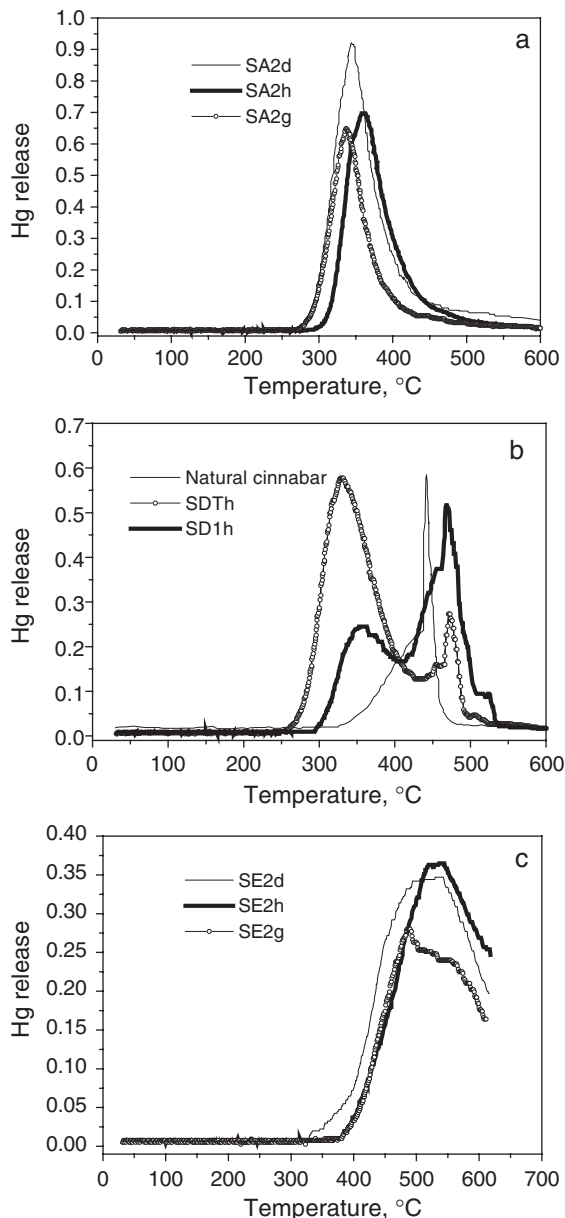 a
SA2d
SA2h
SA2g
Hg release
1.0
0.9
0.8
0.7
0.6
0.5
0.4
0.3
0.2
0.1
0.0
0 100 200 300 400 500 600
Temperature, °C
b
Natural cinnabar
SDTh
SD1h
Hg release
0.7
0.6
0.5
0.4
0.3
0.2
0.1
0.0
0 100 200 300 400 500 600
Temperature, °C
c
SE2d
SE2h
SE2g
Hg release
0.40
0.35
0.30
0.25
0.20
0.15
0.10
0.05
0.00
0 100 200 300 400 500 600 700
Temperature, °C